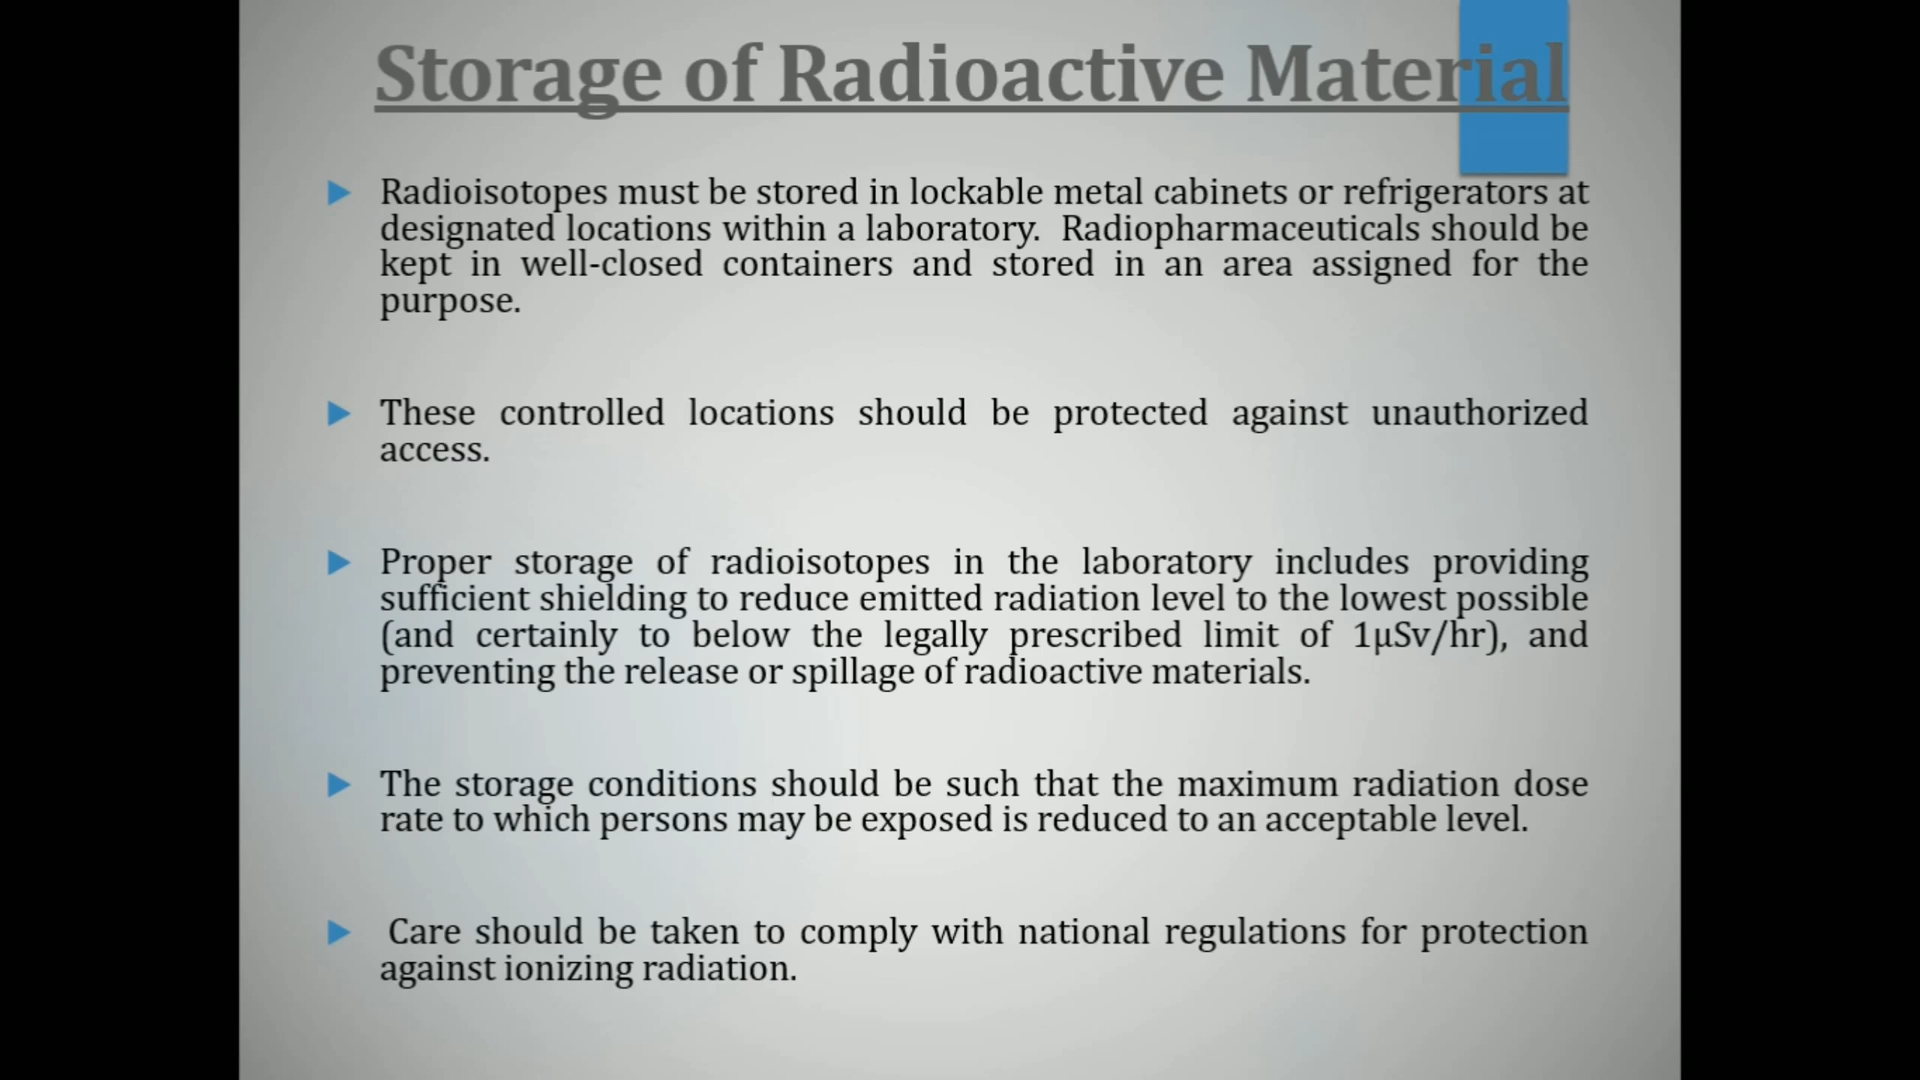 Storage of Radioactive Material
Radioisotopes must be stored in lockable metal cabinets or refrigerators at
designated locations within a laboratory. Radiopharmaceuticals should be
kept in well-closed containers and stored in an area assigned for the
purpose.
These controlled locations should be protected against unauthorized
access.
Proper storage of radioisotopes in the laboratory includes providing
sufficient shielding to reduce emitted radiation level to the lowest possible
(and certainly to below the legally prescribed limit of 1µSv/hr), and
preventing the release or spillage of radioactive materials.
The storage conditions should be such that the maximum radiation dose
rate to which persons may be exposed is reduced to an acceptable level.
Care should be taken to comply with national regulations for protection
against ionizing radiation.